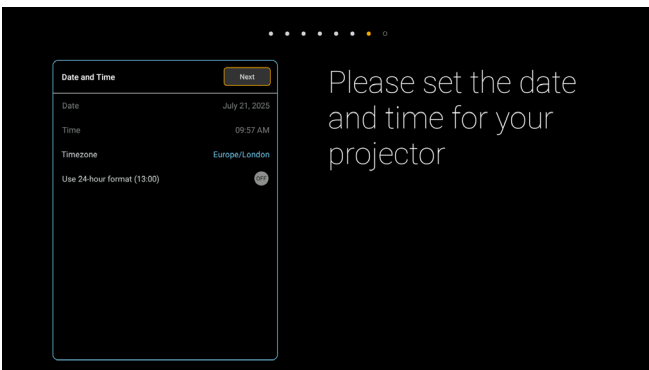 Date and Time
Next
Date
July 21, 2025
Time
09:57 AM
Timezone
Europe/London
Use 24-hour format (13:00)
OFF
Please set the date
and time for your
projector